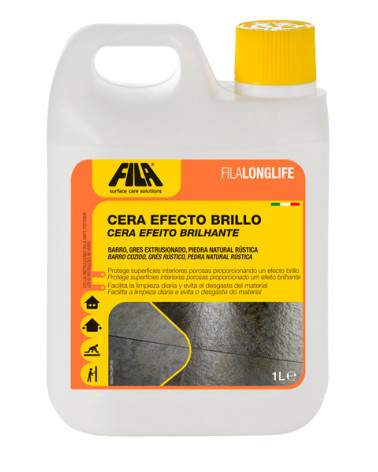 FILA
surface care solutions
FILALONGLIFE
CERA EFECTO BRILLO
CERA EFEITO BRILHANTE
BARRO, GRES EXTRUSIONADO, PIEDRA NATURAL RÚSTICA
BARRO COZIDO, GRÉS RÚSTICO, PEDRA NATURAL RÚSTICA
Protege superficies interiores porosas proporcionando un efecto brillo
Protege superfícies interiores porosas proporcionando um efeito brilhante
Facilita la limpieza diaria y evita el desgaste del material
Facilita a limpeza diaria e evita o desgaste do material
1L e